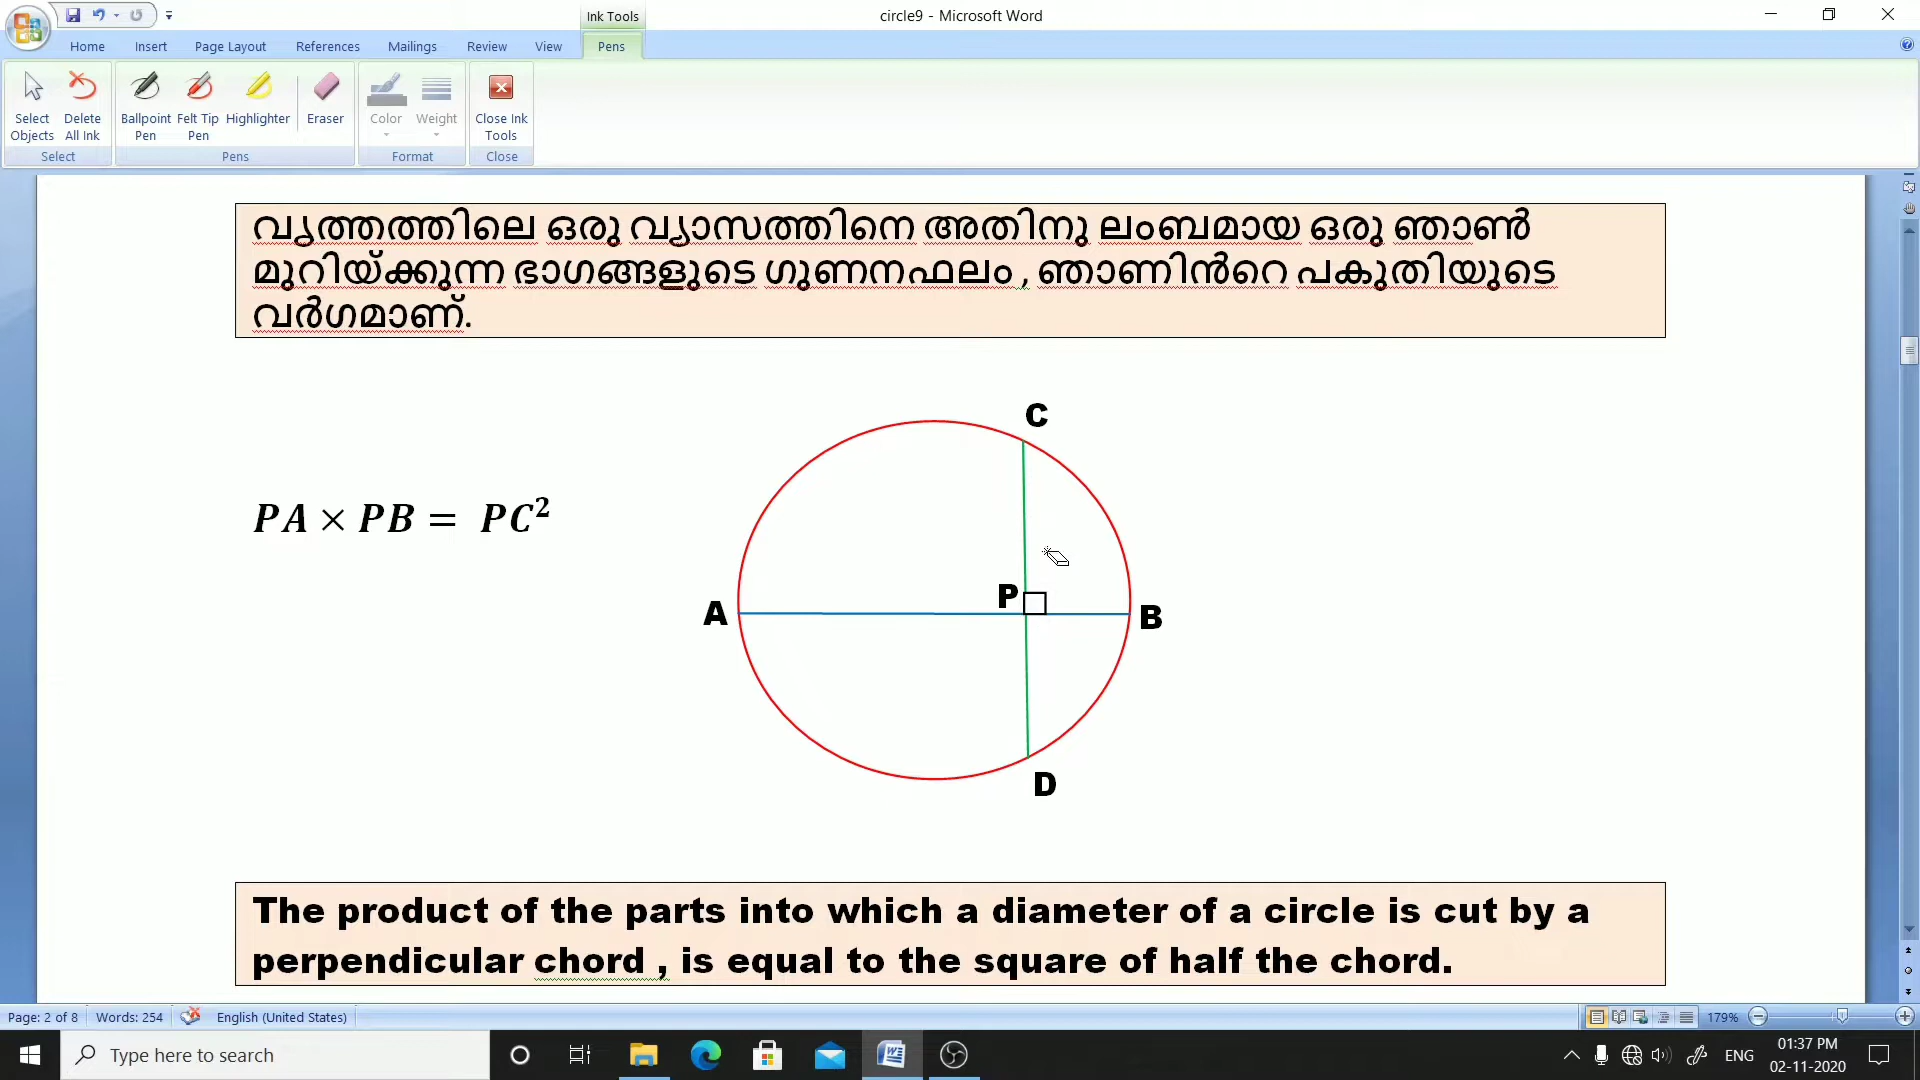 Ink Tools
circle9 - Microsoft Word
Home Insert Page Layout References Mailings Review View Pens
Select Objects
Delete All Ink
Ballpoint Pen
Felt Tip Pen
Highlighter
Eraser
Color
Weight
Close Ink Tools
Select Pens Format Close
വൃത്തത്തിലെ ഒരു വ്യാസത്തിനെ അതിനു ലംബമായ ഒരു ഞാൺ
മുറിയ്ക്കുന്ന ഭാഗങ്ങളുടെ ഗുണനഫലം , ഞാണിൻറെ പകുതിയുടെ
വർഗമാണ്.
C
PA × PB = PC²
P
A
B
D
The product of the parts into which a diameter of a circle is cut by a
perpendicular chord , is equal to the square of half the chord.
Page: 2 of 8 Words: 254 English (United States) 179%
Type here to search
ENG
01:37 PM
02-11-2020